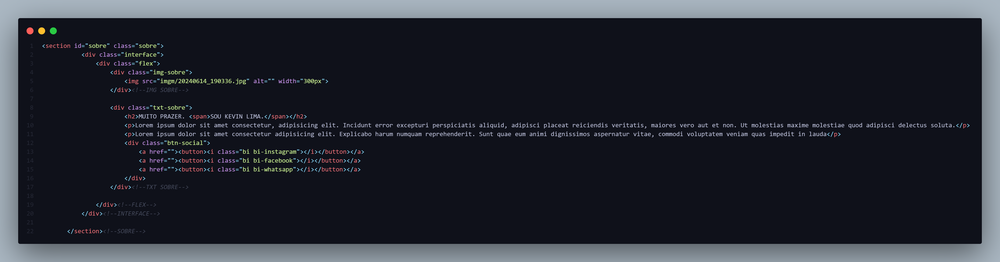 1 <section id="sobre" class="sobre">
2 <div class="interface">
3 <div class="flex">
4 <div class="img-sobre">
5 <img src="imgm/20240614_190336.jpg" alt="" width="300px">
6 </div><!--IMG SOBRE-->
7
8 <div class="txt-sobre">
9 <h2>MUITO PRAZER. <span>SOU KEVIN LIMA.</span></h2>
10 <p>Lorem ipsum dolor sit amet consectetur, adipisicing elit. Incidunt error excepturi perspiciatis aliquid, adipisci placeat reiciendis veritatis, maiores vero aut et non. Ut molestias maxime molestiae quod adipisci delectus soluta.</p>
11 <p>Lorem ipsum dolor sit amet consectetur adipisicing elit. Explicabo harum numquam reprehenderit. Sunt quae eum animi dignissimos aspernatur vitae, commodi voluptatem veniam quas impedit in lauda</p>
12 <div class="btn-social">
13 <a href=""><button><i class="bi bi-instagram"></i></button></a>
14 <a href=""><button><i class="bi bi-facebook"></i></button></a>
15 <a href=""><button><i class="bi bi-whatsapp"></i></button></a>
16 </div>
17 </div><!--TXT SOBRE-->
18
19 </div><!--FLEX-->
20 </div><!--INTERFACE-->
21
22 </section><!--SOBRE-->